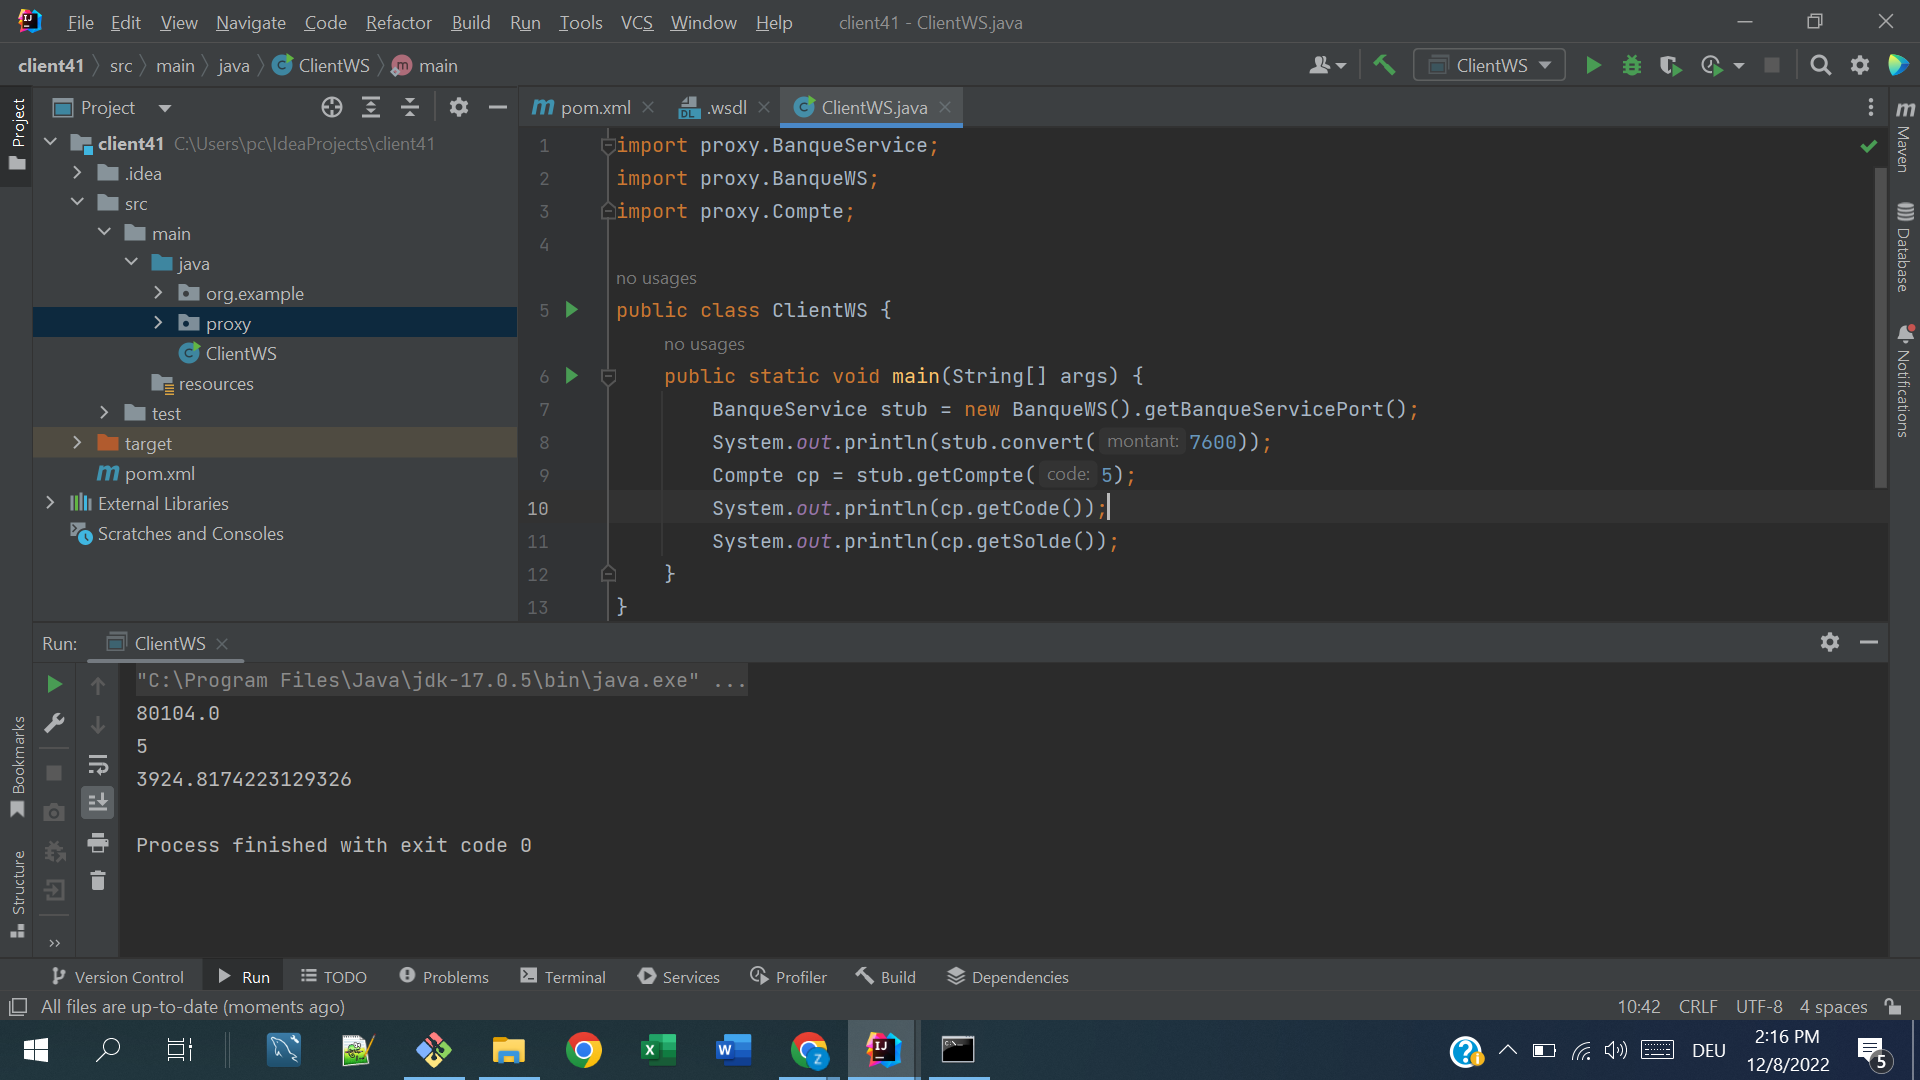 File Edit View Navigate Code Refactor Build Run Tools VCS Window Help client41 - ClientWS.java
client41 src main java ClientWS main ClientWS
Project
pom.xml .wsdl ClientWS.java
client41 C:\Users\pc\IdeaProjects\client41
.idea
src
main
java
org.example
proxy
ClientWS
resources
test
target
pom.xml
External Libraries
Scratches and Consoles
Project
Bookmarks
Structure
Maven
Database
Notifications
1 import proxy.BanqueService;
2 import proxy.BanqueWS;
3 import proxy.Compte;
4
no usages
5 public class ClientWS {
no usages
6 public static void main(String[] args) {
7 BanqueService stub = new BanqueWS().getBanqueServicePort();
8 System.out.println(stub.convert( montant: 7600));
9 Compte cp = stub.getCompte( code: 5);
10 System.out.println(cp.getCode());
11 System.out.println(cp.getSolde());
12 }
13 }
Run: ClientWS
"C:\Program Files\Java\jdk-17.0.5\bin\java.exe" ...
80104.0
5
3924.8174223129326
Process finished with exit code 0
Version Control Run TODO Problems Terminal Services Profiler Build Dependencies
All files are up-to-date (moments ago) 10:42 CRLF UTF-8 4 spaces
DEU 2:16 PM
12/8/2022 5